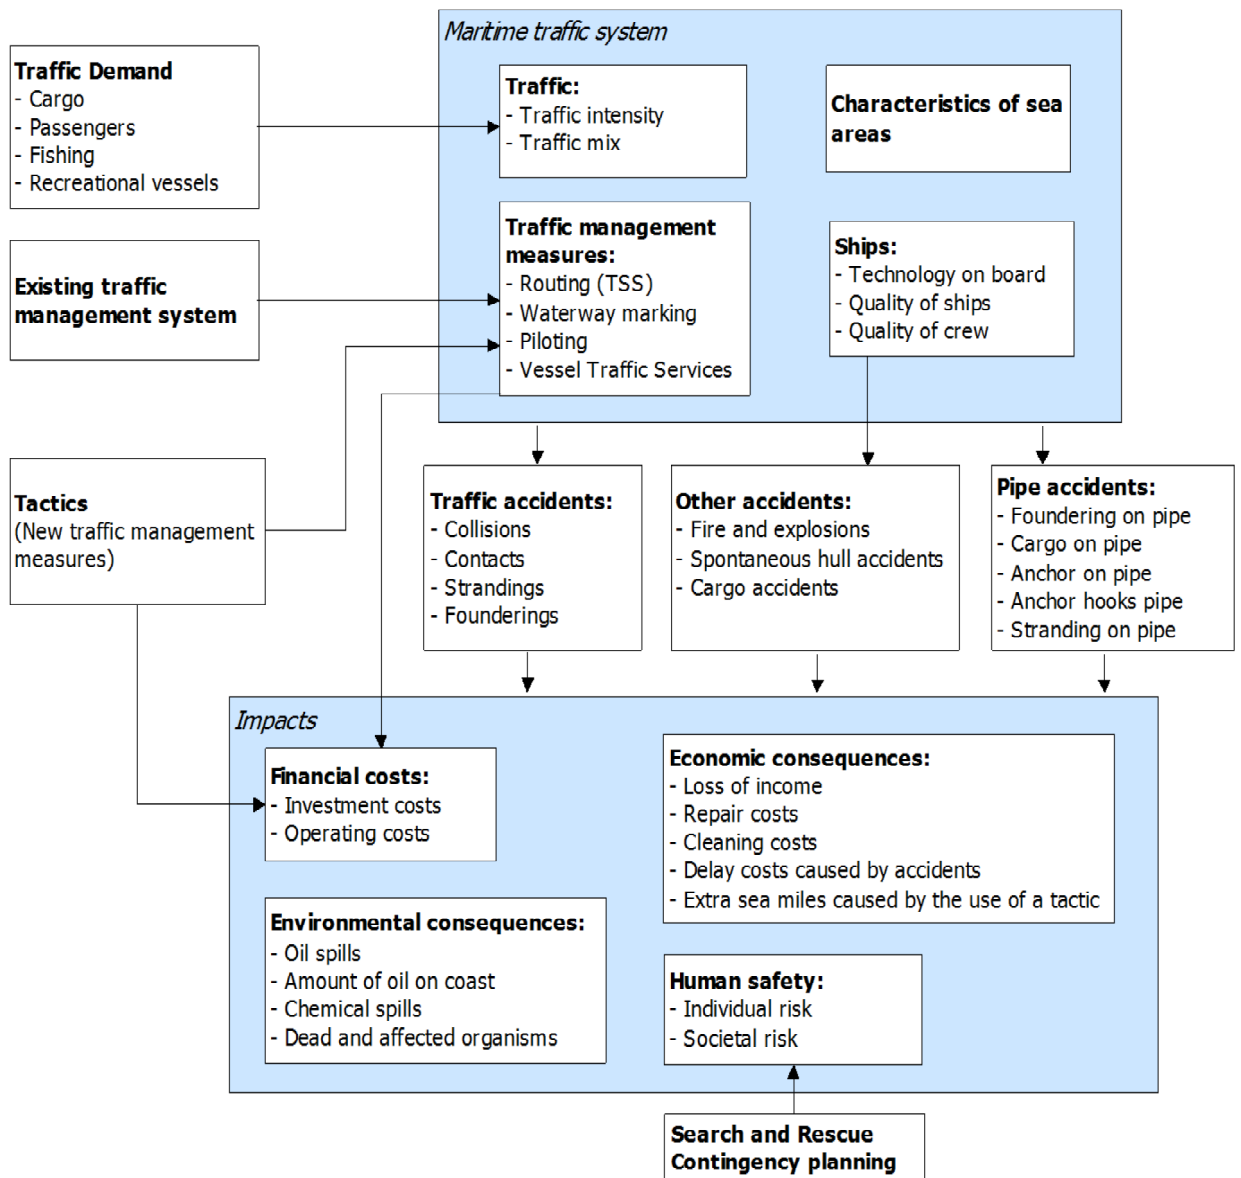 Maritime traffic system
Traffic Demand
- Cargo
- Passengers
- Fishing
- Recreational vessels
Traffic:
- Traffic intensity
- Traffic mix
Characteristics of sea
areas
Existing traffic
management system
Traffic management
measures:
- Routing (TSS)
- Waterway marking
- Piloting
- Vessel Traffic Services
Ships:
- Technology on board
- Quality of ships
- Quality of crew
Tactics
(New traffic management
measures)
Traffic accidents:
- Collisions
- Contacts
- Strandings
- Founderings
Other accidents:
- Fire and explosions
- Spontaneous hull accidents
- Cargo accidents
Pipe accidents:
- Foundering on pipe
- Cargo on pipe
- Anchor on pipe
- Anchor hooks pipe
- Stranding on pipe
Impacts
Financial costs:
- Investment costs
- Operating costs
Economic consequences:
- Loss of income
- Repair costs
- Cleaning costs
- Delay costs caused by accidents
- Extra sea miles caused by the use of a tactic
Environmental consequences:
- Oil spills
- Amount of oil on coast
- Chemical spills
- Dead and affected organisms
Human safety:
- Individual risk
- Societal risk
Search and Rescue
Contingency planning